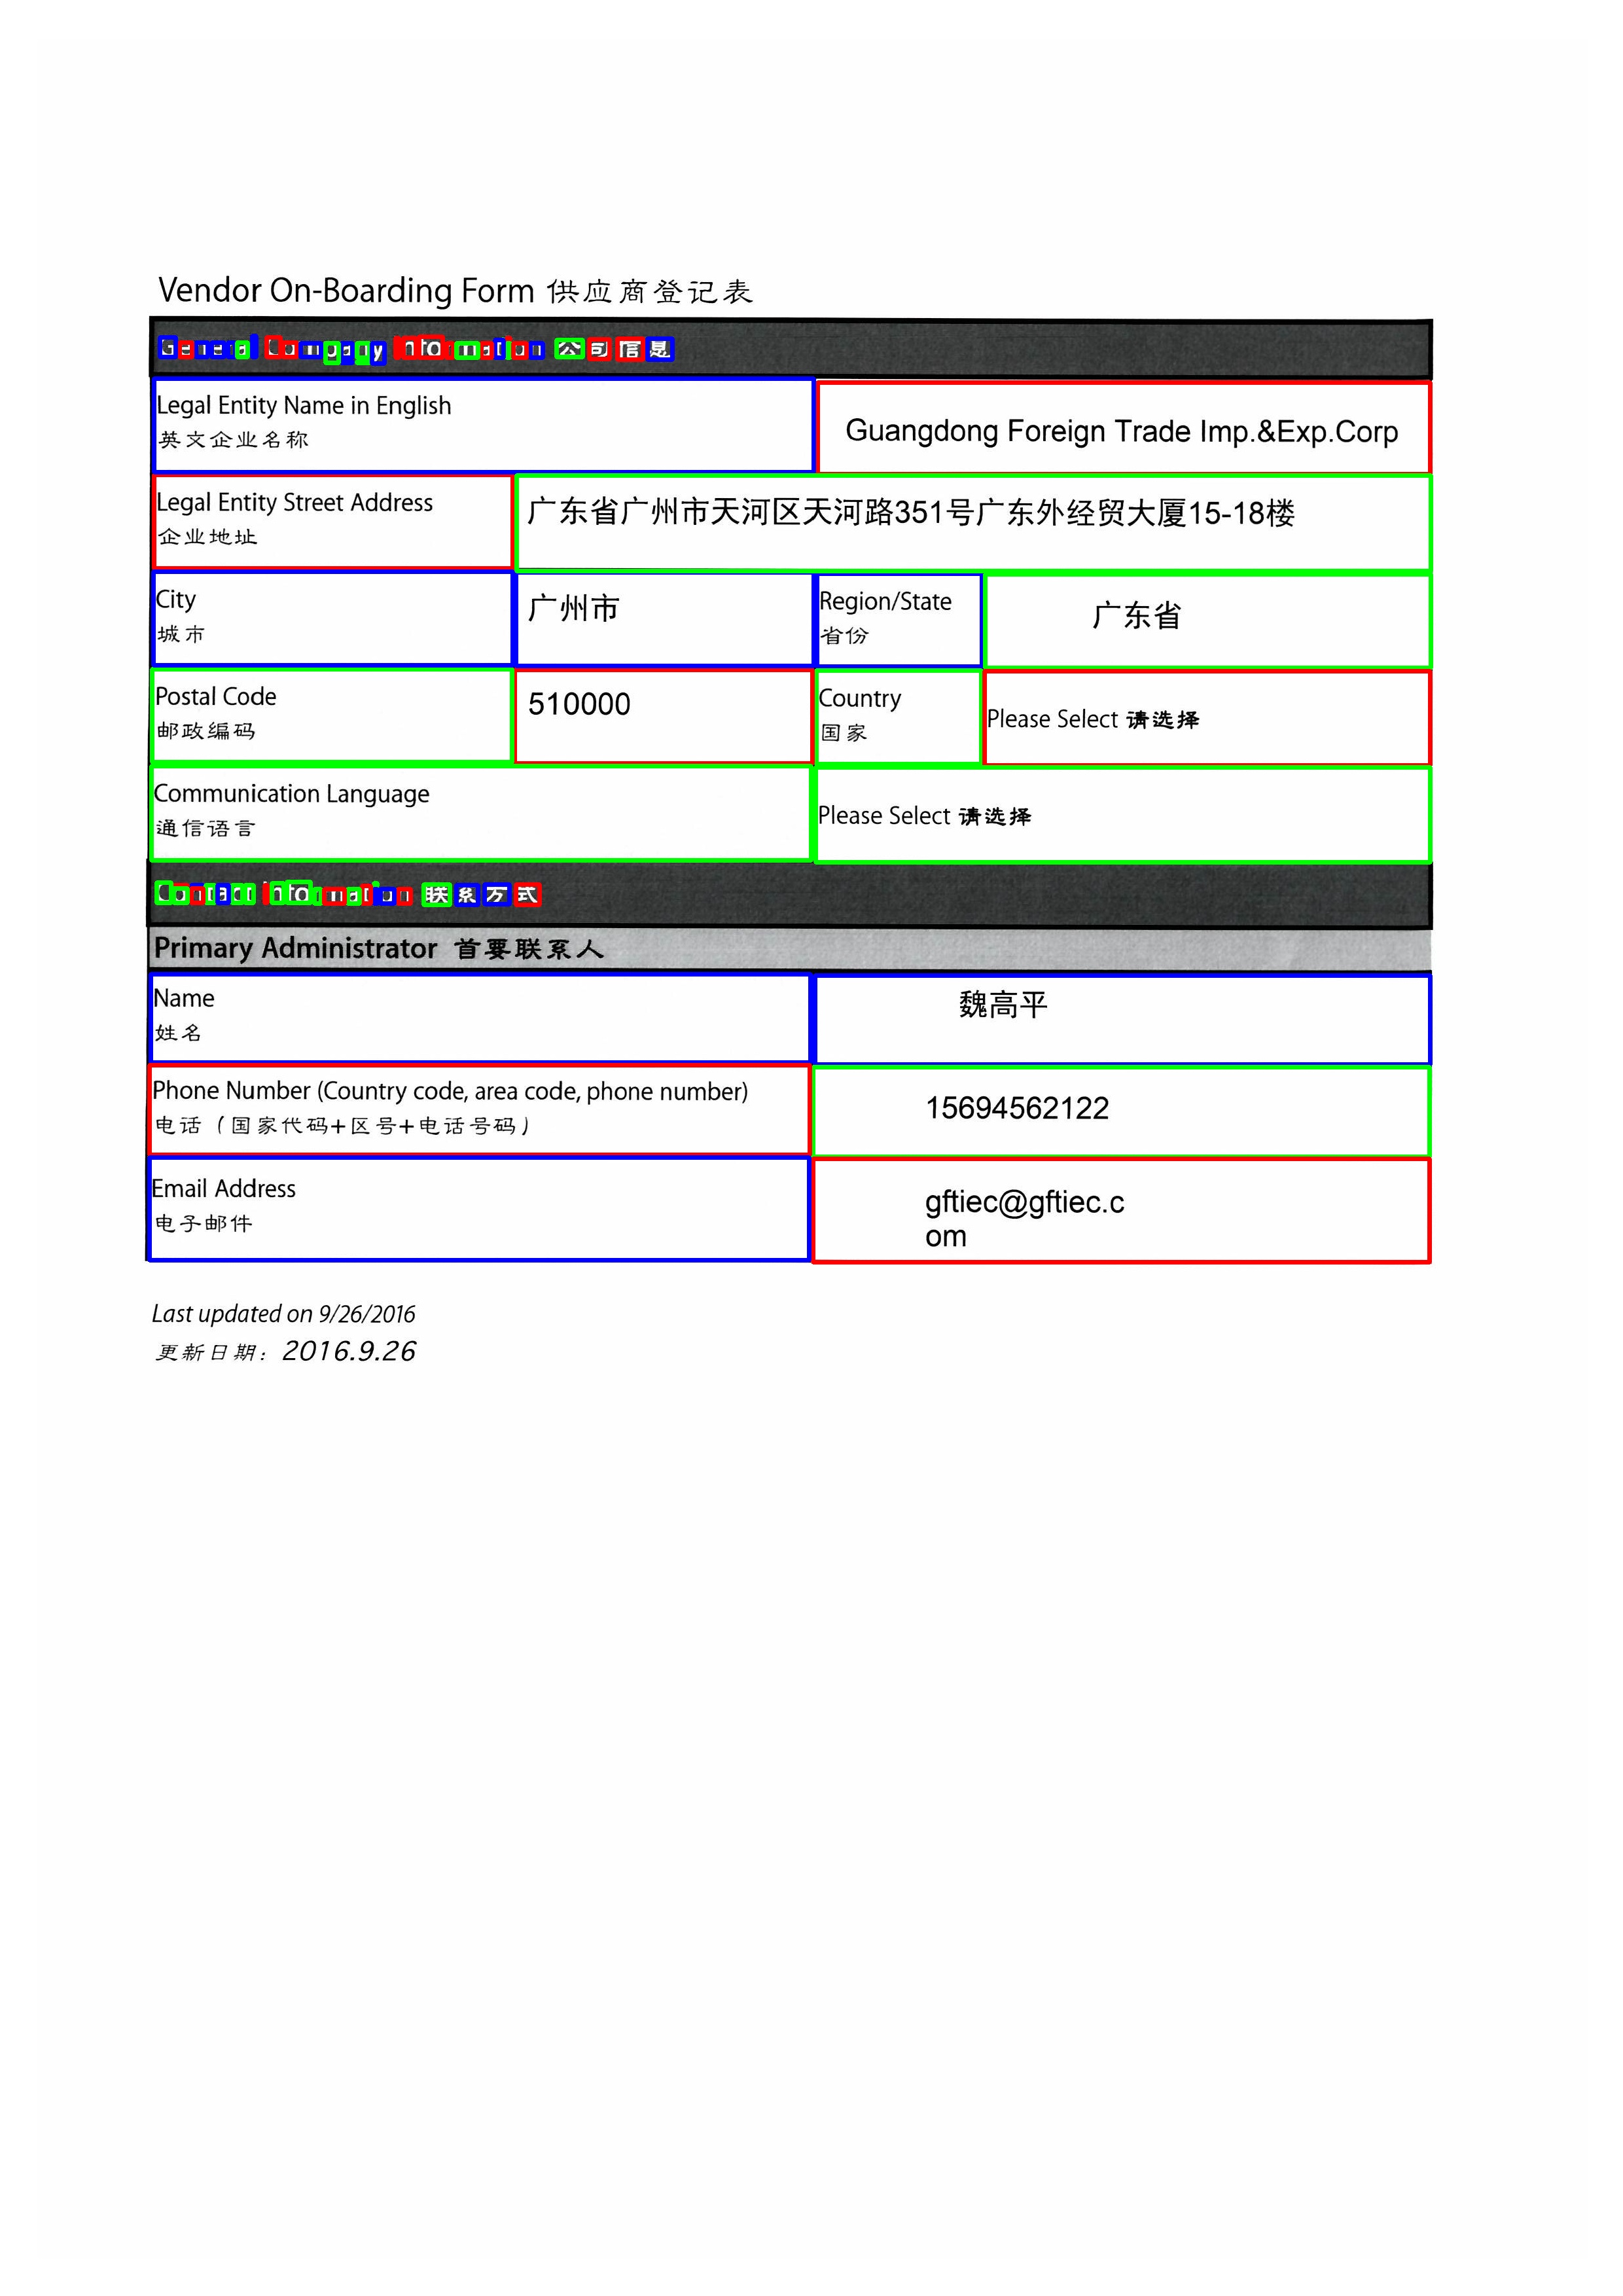 Vendor On-Boarding Form 供应商登记表
General Company Information 公司信息
Legal Entity Name in English
英文企业名称
Guangdong Foreign Trade Imp.&Exp.Corp
Legal Entity Street Address
企业地址
广东省广州市天河区天河路351号广东外经贸大厦15-18楼
City
城市
广州市
Region/State
省份
广东省
Postal Code
邮政编码
510000
Country
国家
Please Select 请选择
Communication Language
通信语言
Please Select 请选择
Contact Information 联系方式
Primary Administrator 首要联系人
Name
姓名
魏高平
Phone Number (Country code, area code, phone number)
电话（国家代码+区号+电话号码）
15694562122
Email Address
电子邮件
gftiec@gftiec.c
om
Last updated on 9/26/2016
更新日期：2016.9.26